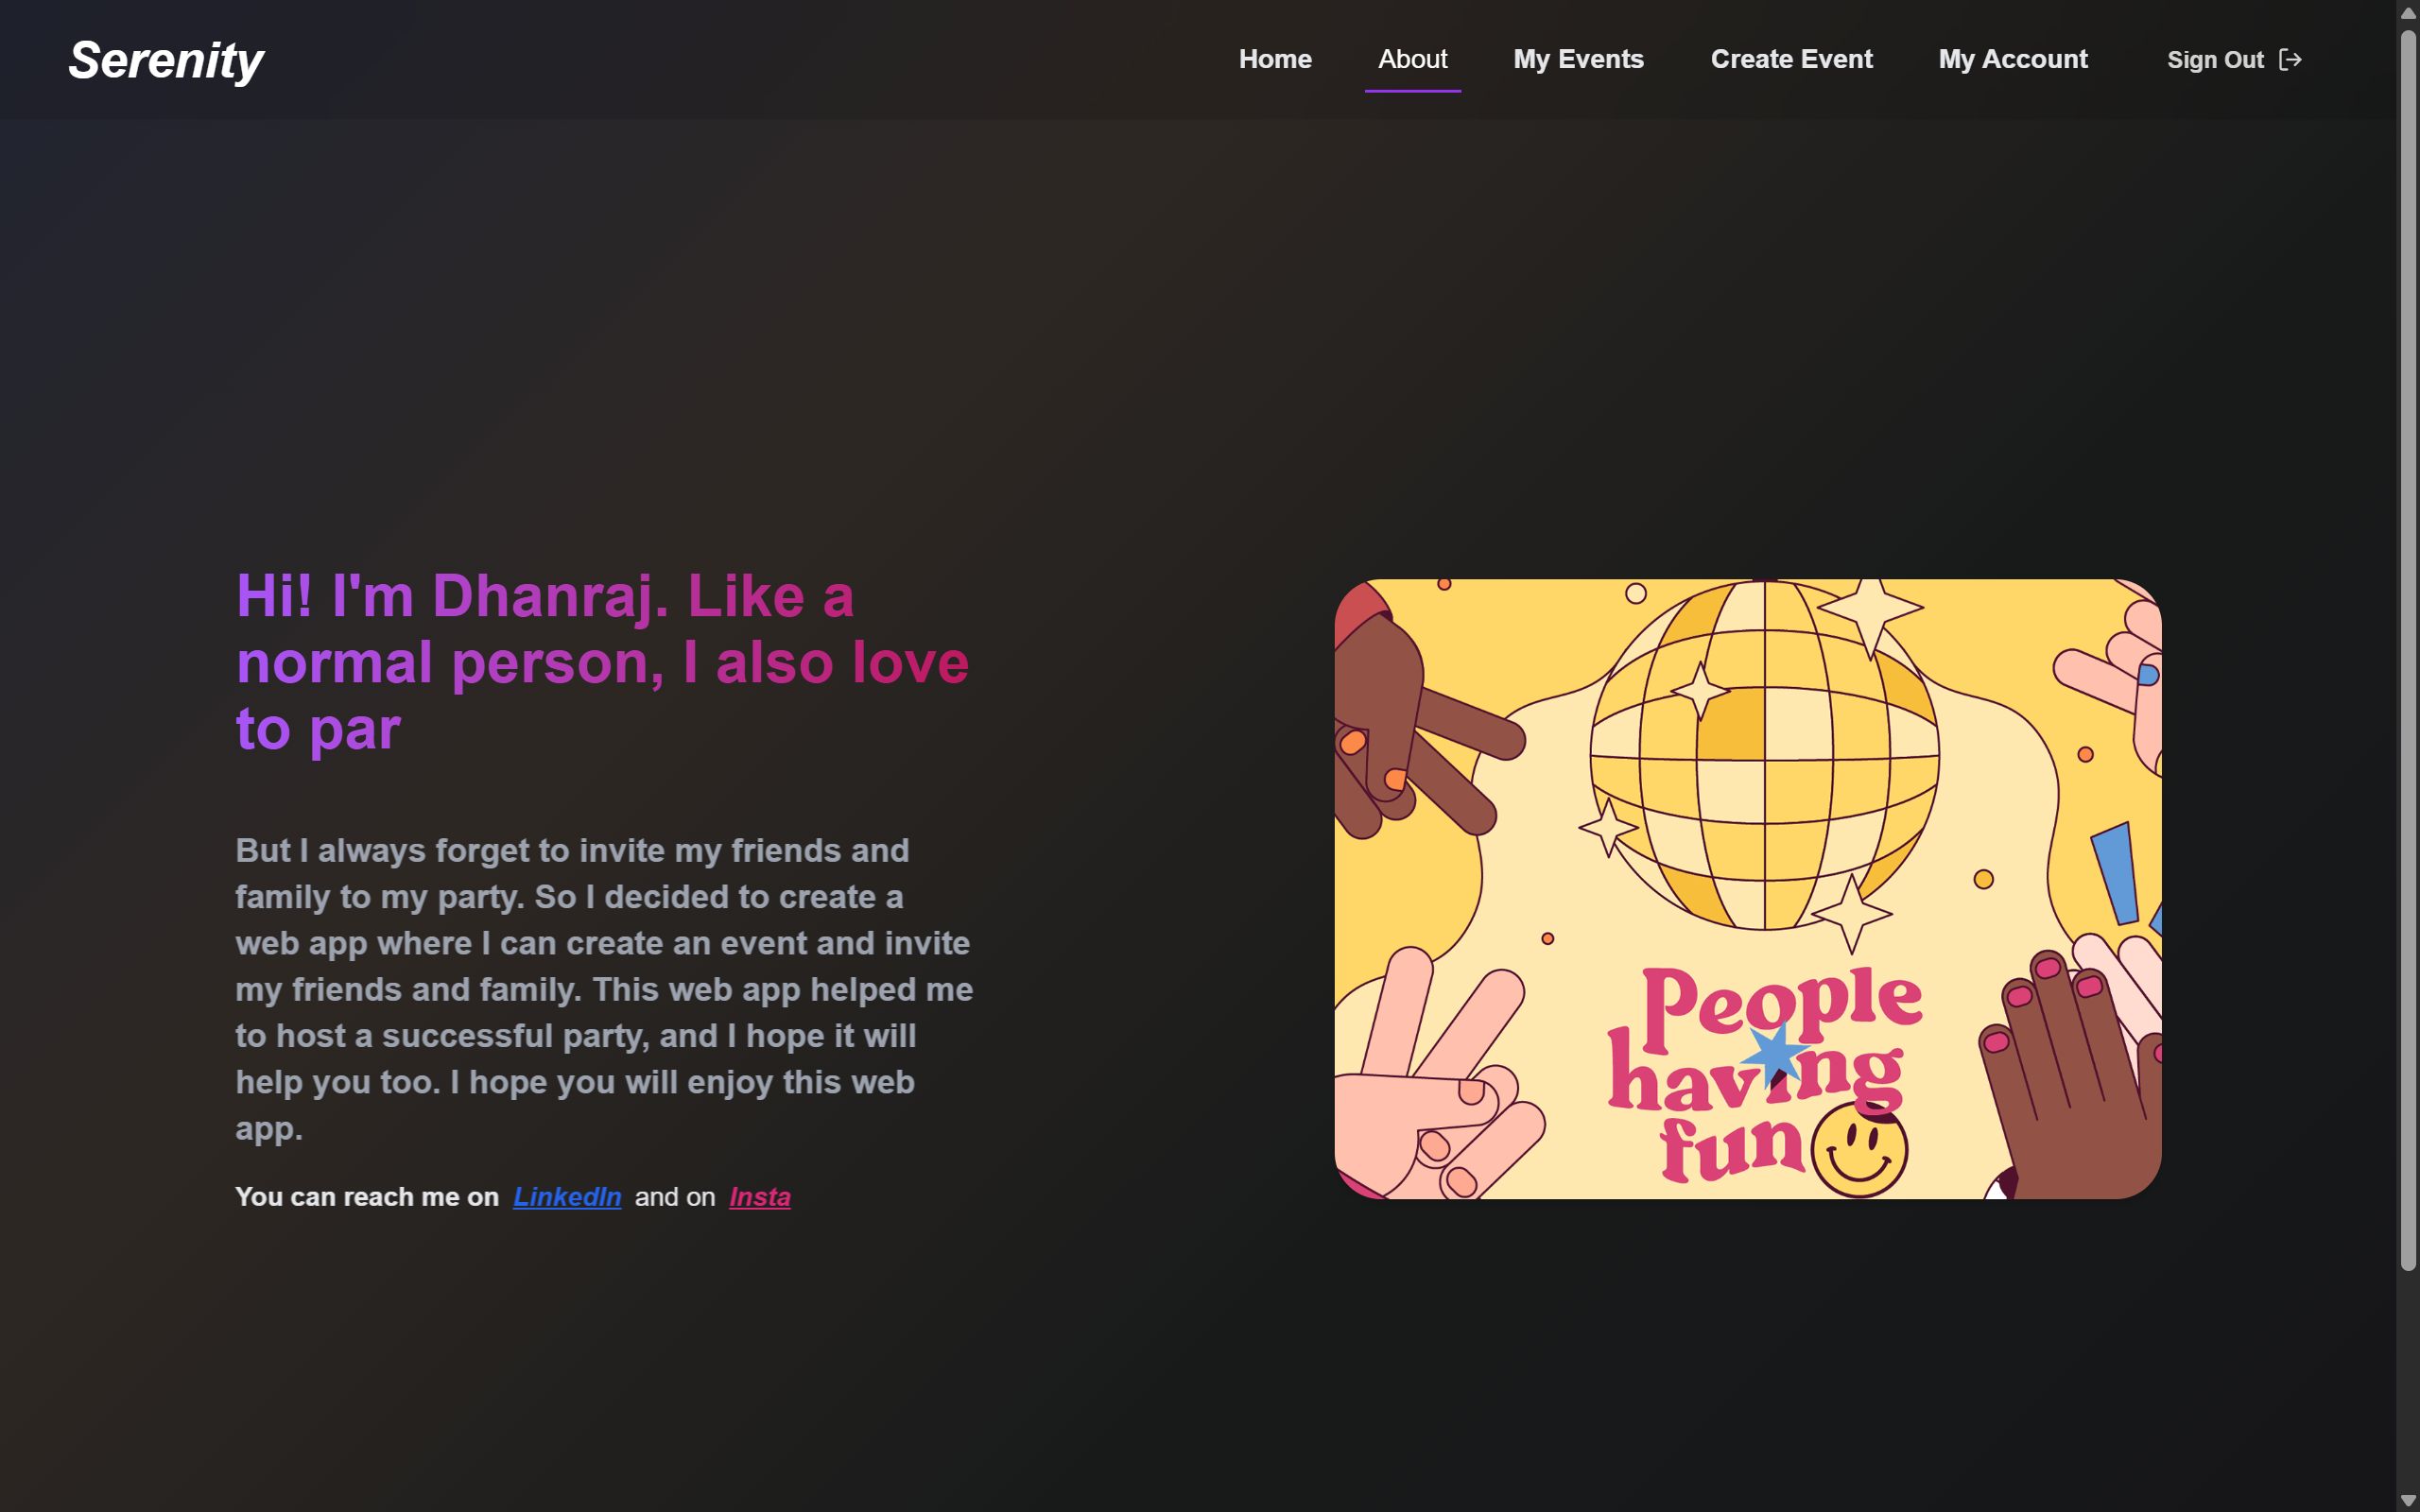 Serenity
Home About My Events Create Event My Account Sign Out
Hi! I'm Dhanraj. Like a
normal person, I also love
to par
But I always forget to invite my friends and
family to my party. So I decided to create a
web app where I can create an event and invite
my friends and family. This web app helped me
to host a successful party, and I hope it will
help you too. I hope you will enjoy this web
app.
You can reach me on LinkedIn and on Insta
People
having
fun